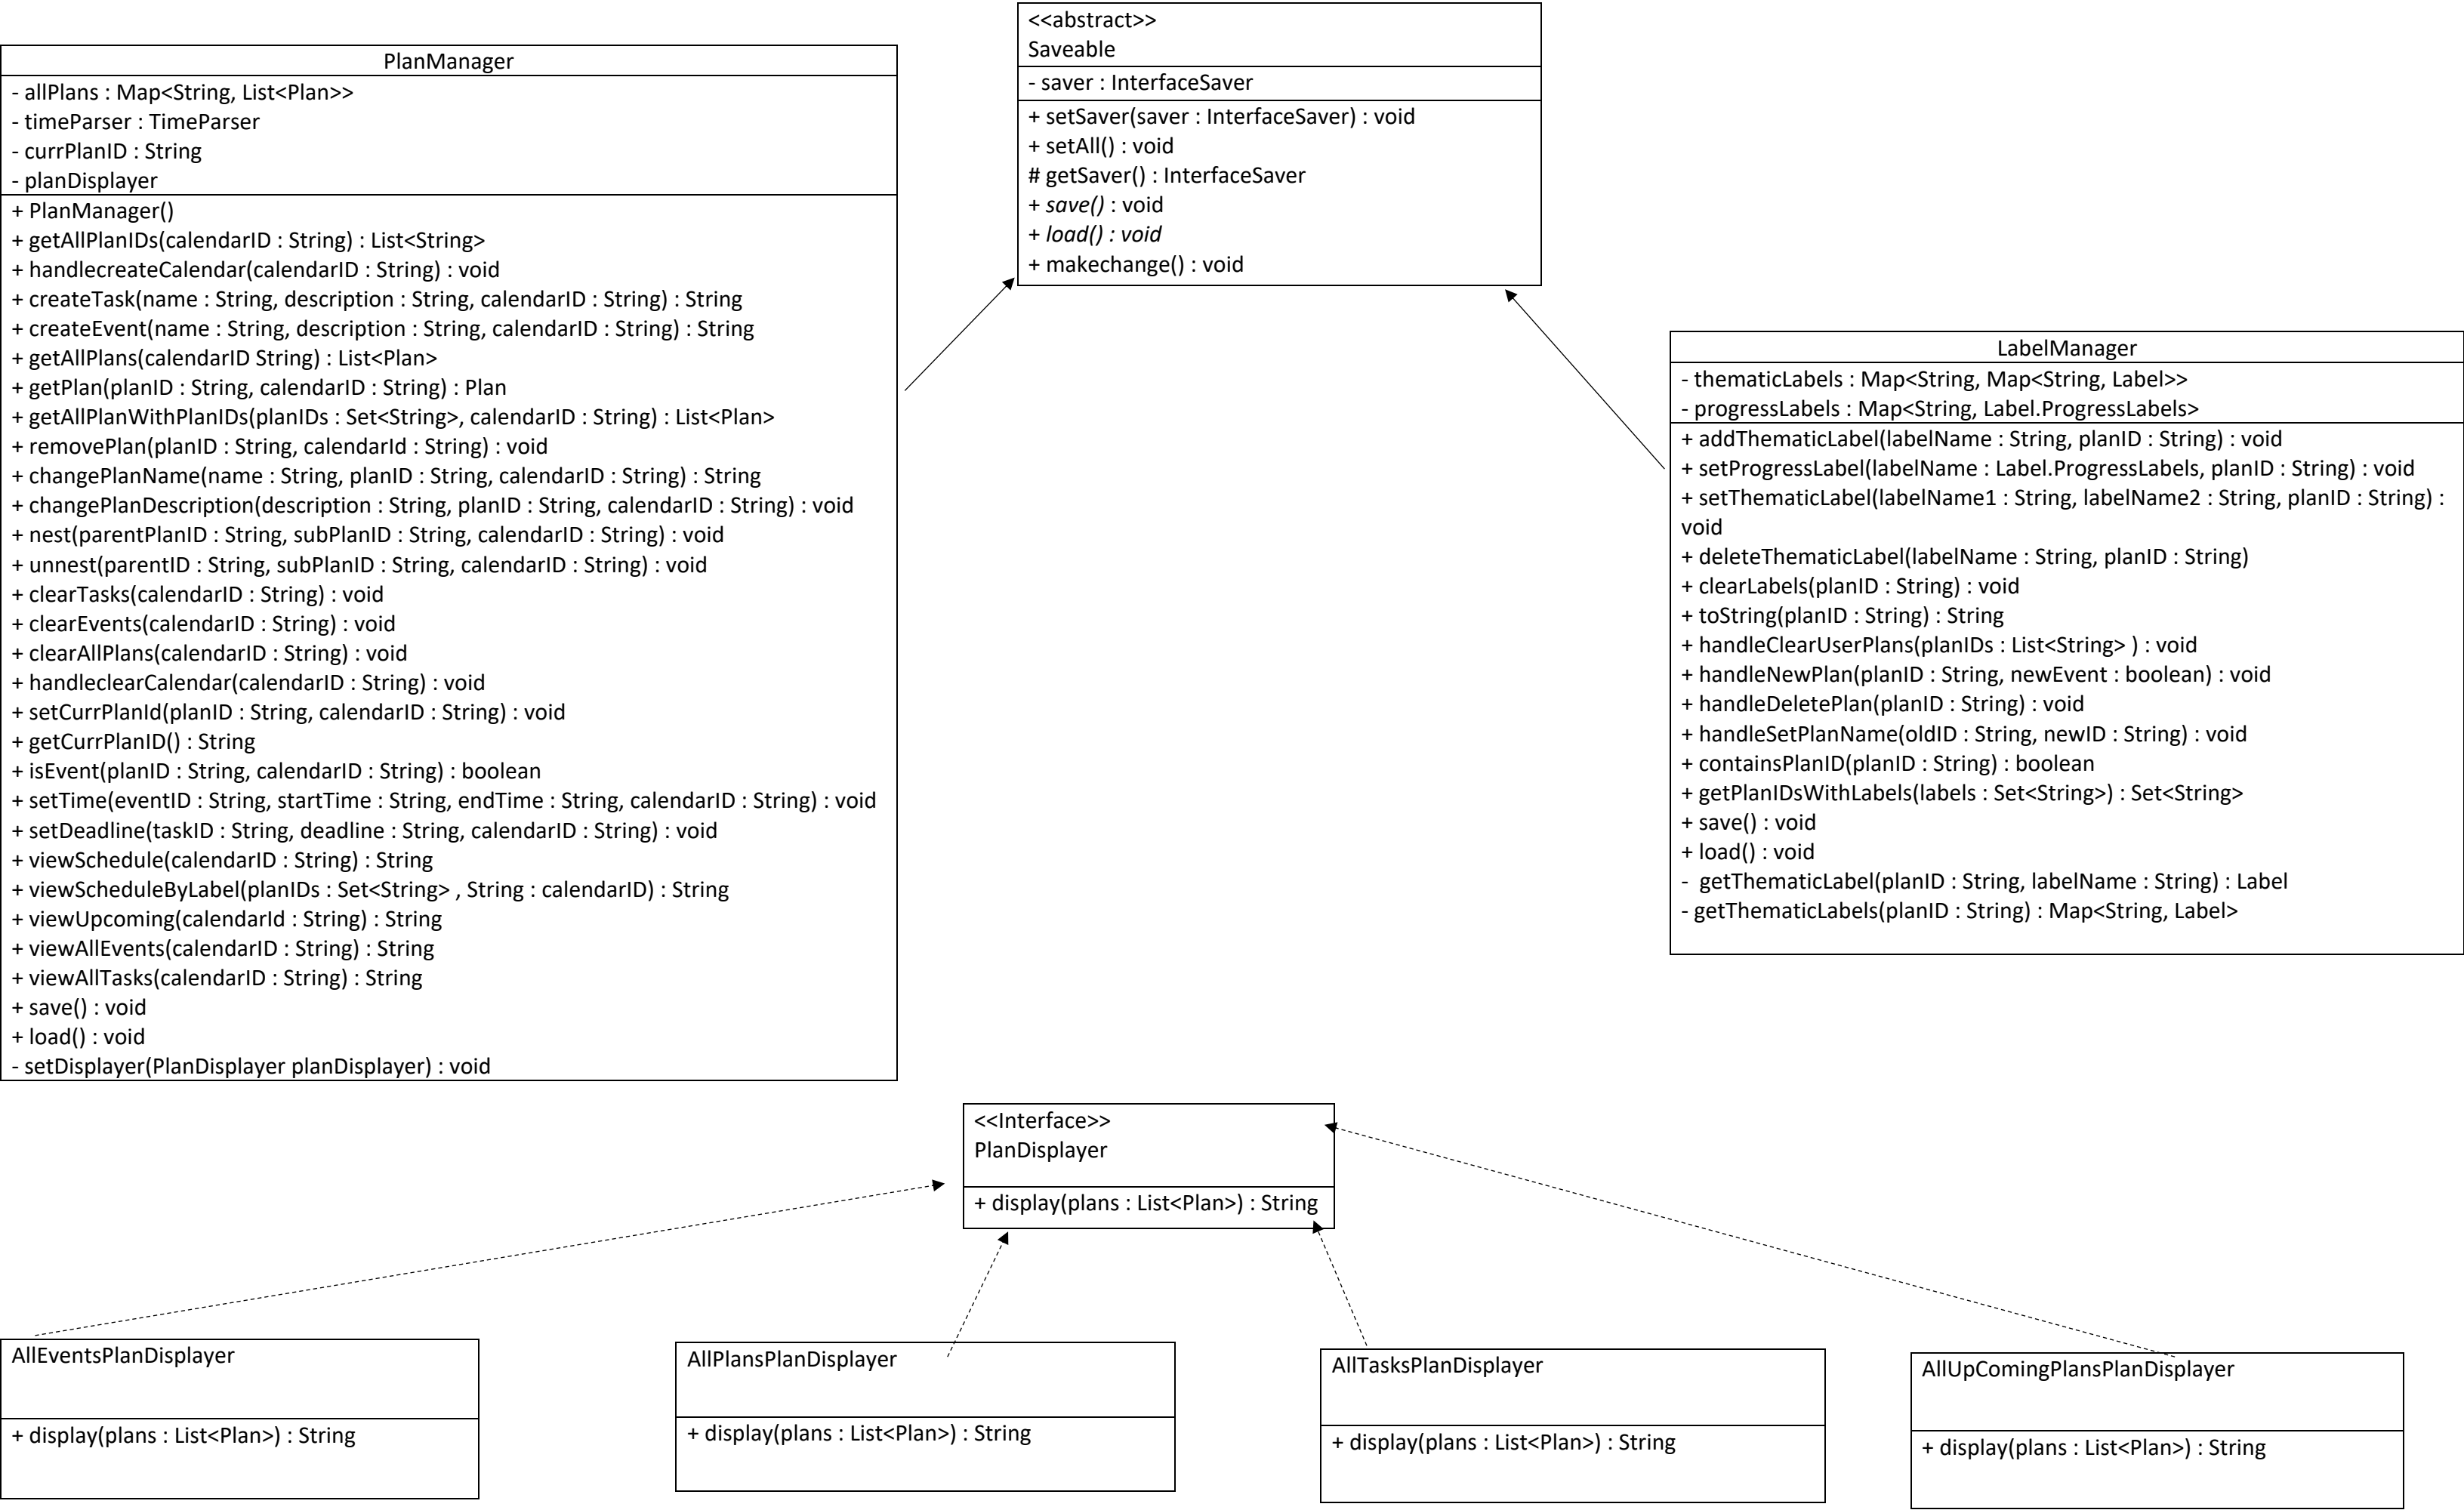 PlanManager
- allPlans : Map<String, List<Plan>>
- timeParser : TimeParser
- currPlanID : String
- planDisplayer
+ PlanManager()
+ getAllPlanIDs(calendarID : String) : List<String>
+ handlecreateCalendar(calendarID : String) : void
+ createTask(name : String, description : String, calendarID : String) : String
+ createEvent(name : String, description : String, calendarID : String) : String
+ getAllPlans(calendarID String) : List<Plan>
+ getPlan(planID : String, calendarID : String) : Plan
+ getAllPlanWithPlanIDs(planIDs : Set<String>, calendarID : String) : List<Plan>
+ removePlan(planID : String, calendarId : String) : void
+ changePlanName(name : String, planID : String, calendarID : String) : String
+ changePlanDescription(description : String, planID : String, calendarID : String) : void
+ nest(parentPlanID : String, subPlanID : String, calendarID : String) : void
+ unnest(parentID : String, subPlanID : String, calendarID : String) : void
+ clearTasks(calendarID : String) : void
+ clearEvents(calendarID : String) : void
+ clearAllPlans(calendarID : String) : void
+ handleclearCalendar(calendarID : String) : void
+ setCurrPlanId(planID : String, calendarID : String) : void
+ getCurrPlanID() : String
+ isEvent(planID : String, calendarID : String) : boolean
+ setTime(eventID : String, startTime : String, endTime : String, calendarID : String) : void
+ setDeadline(taskID : String, deadline : String, calendarID : String) : void
+ viewSchedule(calendarID : String) : String
+ viewScheduleByLabel(planIDs : Set<String> , String : calendarID) : String
+ viewUpcoming(calendarId : String) : String
+ viewAllEvents(calendarID : String) : String
+ viewAllTasks(calendarID : String) : String
+ save() : void
+ load() : void
- setDisplayer(PlanDisplayer planDisplayer) : void
<<abstract>>
Saveable
- saver : InterfaceSaver
+ setSaver(saver : InterfaceSaver) : void
+ setAll() : void
# getSaver() : InterfaceSaver
+ save() : void
+ load() : void
+ makechange() : void
LabelManager
- thematicLabels : Map<String, Map<String, Label>>
- progressLabels : Map<String, Label.ProgressLabels>
+ addThematicLabel(labelName : String, planID : String) : void
+ setProgressLabel(labelName : Label.ProgressLabels, planID : String) : void
+ setThematicLabel(labelName1 : String, labelName2 : String, planID : String) :
void
+ deleteThematicLabel(labelName : String, planID : String)
+ clearLabels(planID : String) : void
+ toString(planID : String) : String
+ handleClearUserPlans(planIDs : List<String> ) : void
+ handleNewPlan(planID : String, newEvent : boolean) : void
+ handleDeletePlan(planID : String) : void
+ handleSetPlanName(oldID : String, newID : String) : void
+ containsPlanID(planID : String) : boolean
+ getPlanIDsWithLabels(labels : Set<String>) : Set<String>
+ save() : void
+ load() : void
- getThematicLabel(planID : String, labelName : String) : Label
- getThematicLabels(planID : String) : Map<String, Label>
<<Interface>>
PlanDisplayer
+ display(plans : List<Plan>) : String
AllEventsPlanDisplayer
+ display(plans : List<Plan>) : String
AllPlansPlanDisplayer
+ display(plans : List<Plan>) : String
AllTasksPlanDisplayer
+ display(plans : List<Plan>) : String
AllUpComingPlansPlanDisplayer
+ display(plans : List<Plan>) : String